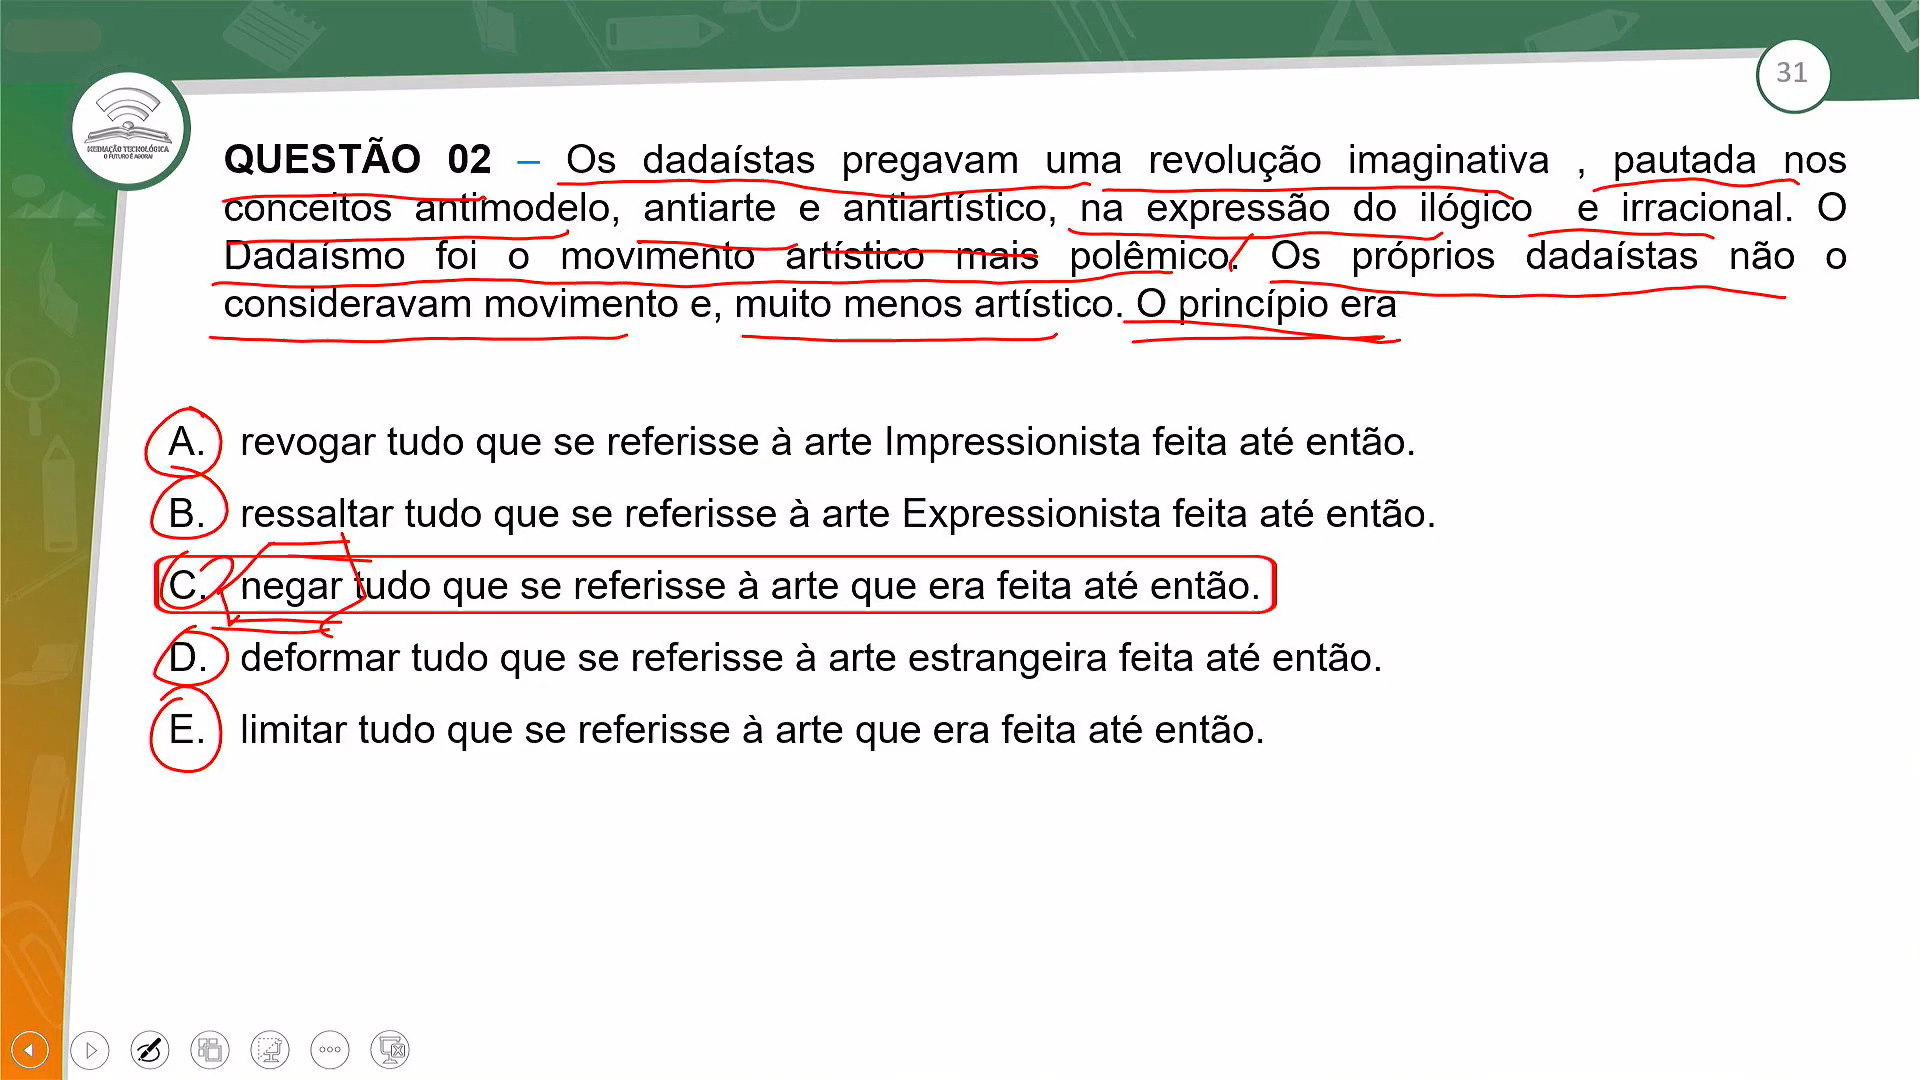 31
MEDIAÇÃO TECNOLÓGICA
O FUTURO É AGORA!
QUESTÃO 02 – Os dadaístas pregavam uma revolução imaginativa , pautada nos
conceitos antimodelo, antiarte e antiartístico, na expressão do ilógico e irracional. O
Dadaísmo foi o movimento artístico mais polêmico. Os próprios dadaístas não o
consideravam movimento e, muito menos artístico. O princípio era
A. revogar tudo que se referisse à arte Impressionista feita até então.
B. ressaltar tudo que se referisse à arte Expressionista feita até então.
C. negar tudo que se referisse à arte que era feita até então.
D. deformar tudo que se referisse à arte estrangeira feita até então.
E. limitar tudo que se referisse à arte que era feita até então.